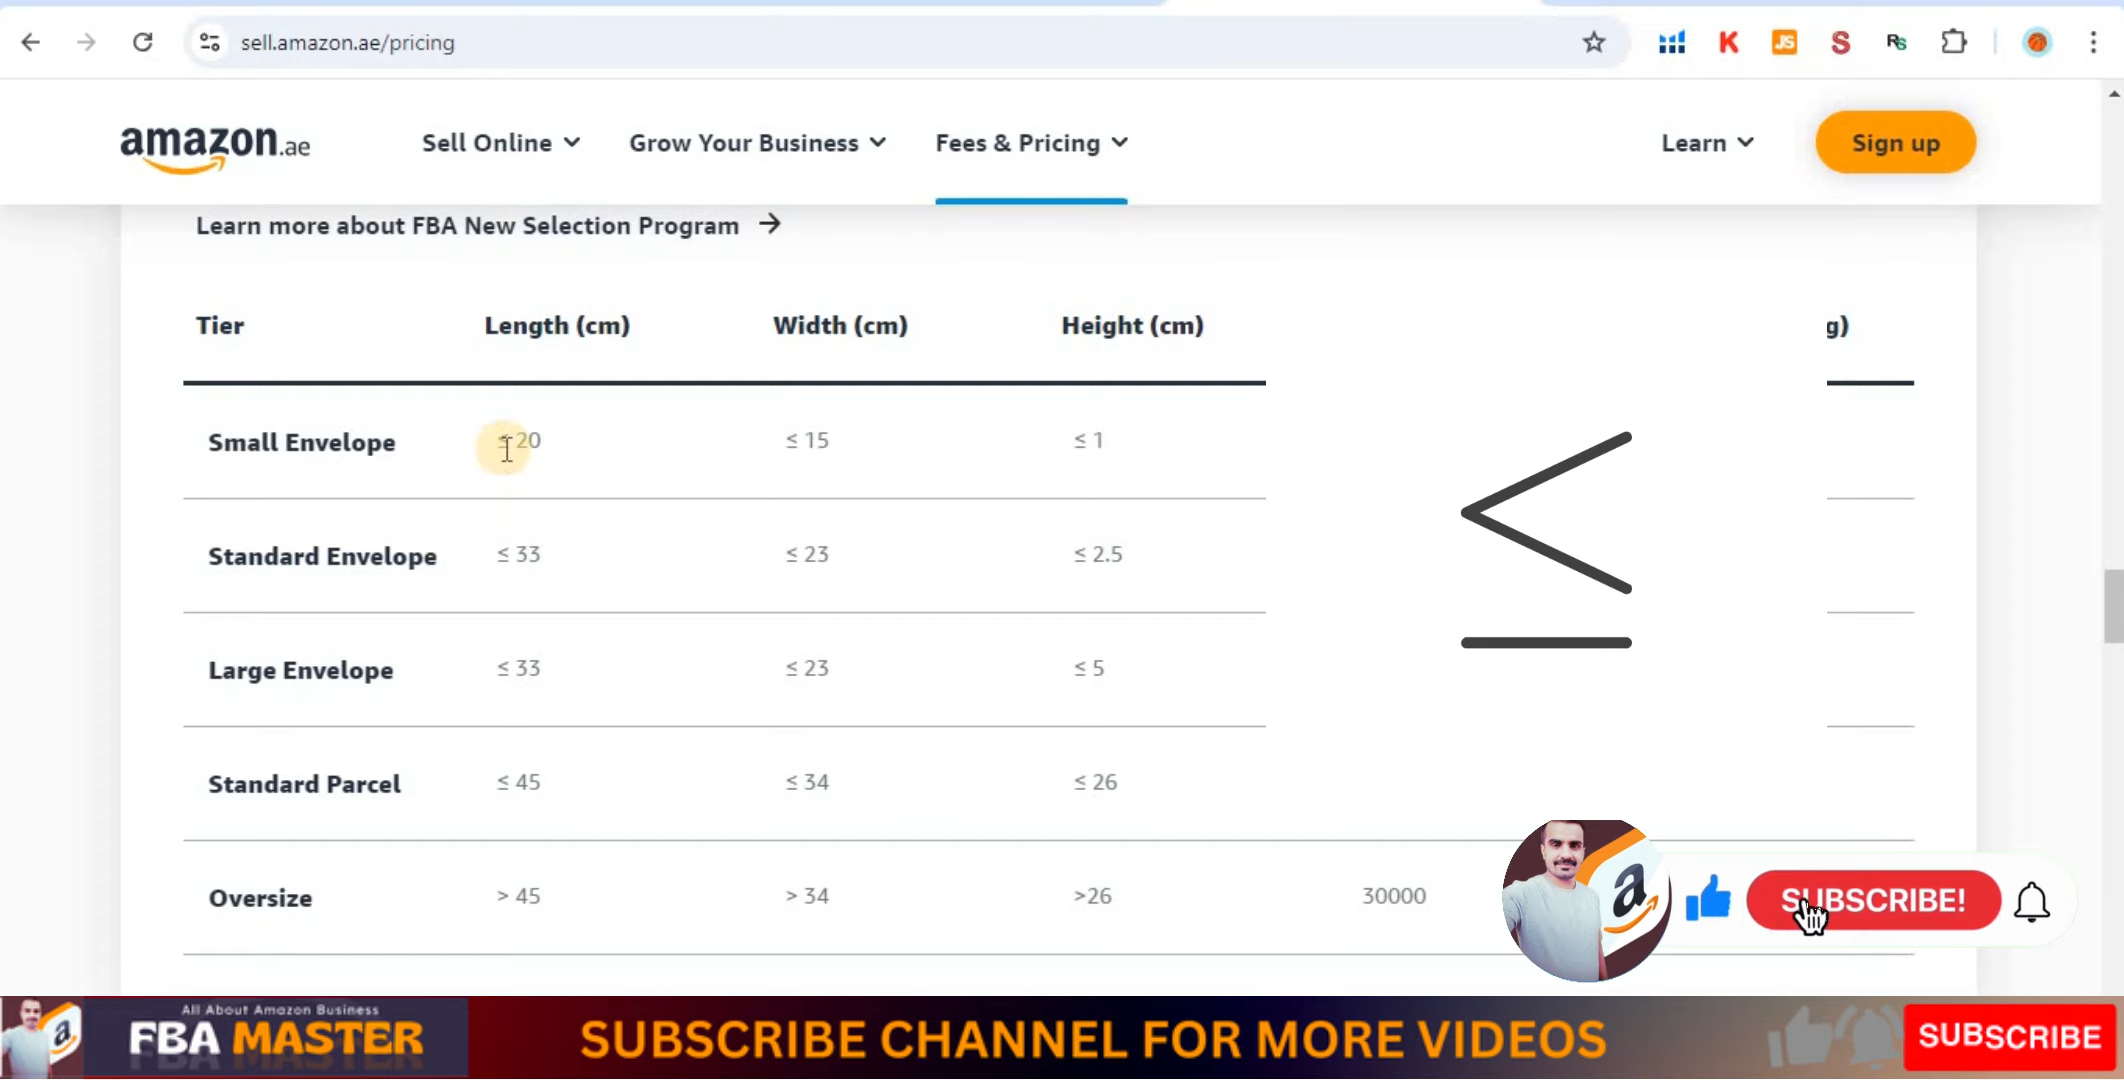 sell.amazon.ae/pricing
K
JS
S
RS
amazon.ae
Sell Online
Grow Your Business
Fees & Pricing
Learn
Sign up
Learn more about FBA New Selection Program →
Tier Length (cm) Width (cm) Height (cm) g)
Small Envelope ≤ 20 ≤ 15 ≤ 1
Standard Envelope ≤ 33 ≤ 23 ≤ 2.5
Large Envelope ≤ 33 ≤ 23 ≤ 5
Standard Parcel ≤ 45 ≤ 34 ≤ 26
Oversize > 45 > 34 >26 30000
≤
a
SUBSCRIBE!
a
All About Amazon Business
FBA MASTER
SUBSCRIBE CHANNEL FOR MORE VIDEOS
SUBSCRIBE